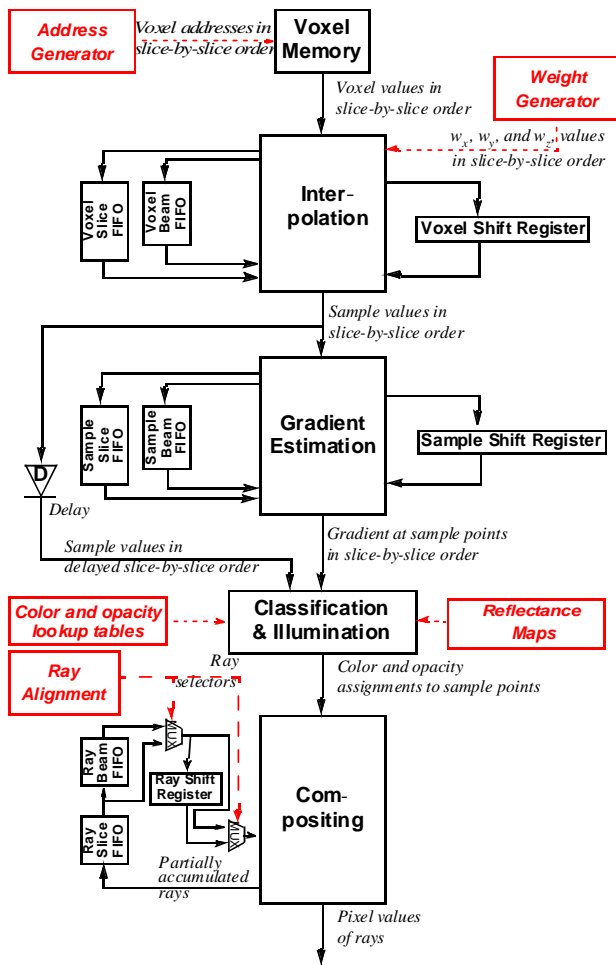 Address
Generator
Voxel addresses in
slice-by-slice order
Voxel
Memory
Weight
Generator
Voxel values in
slice-by-slice order
wx, wy, and wz, values
in slice-by-slice order
Voxel
Slice
FIFO
Voxel
Beam
FIFO
Inter-
polation
Voxel Shift Register
Sample values in
slice-by-slice order
Sample
Slice
FIFO
Sample
Beam
FIFO
Gradient
Estimation
Sample Shift Register
D
Delay
Sample values in
delayed slice-by-slice order
Gradient at sample points
in slice-by-slice order
Color and opacity
lookup tables
Classification
& Illumination
Reflectance
Maps
Ray
Alignment
Ray
selectors
Color and opacity
assignments to sample points
MUX
Ray
Beam
FIFO
Ray Shift
Register
Ray
Slice
FIFO
MUX
Com-
positing
Partially
accumulated
rays
Pixel values
of rays